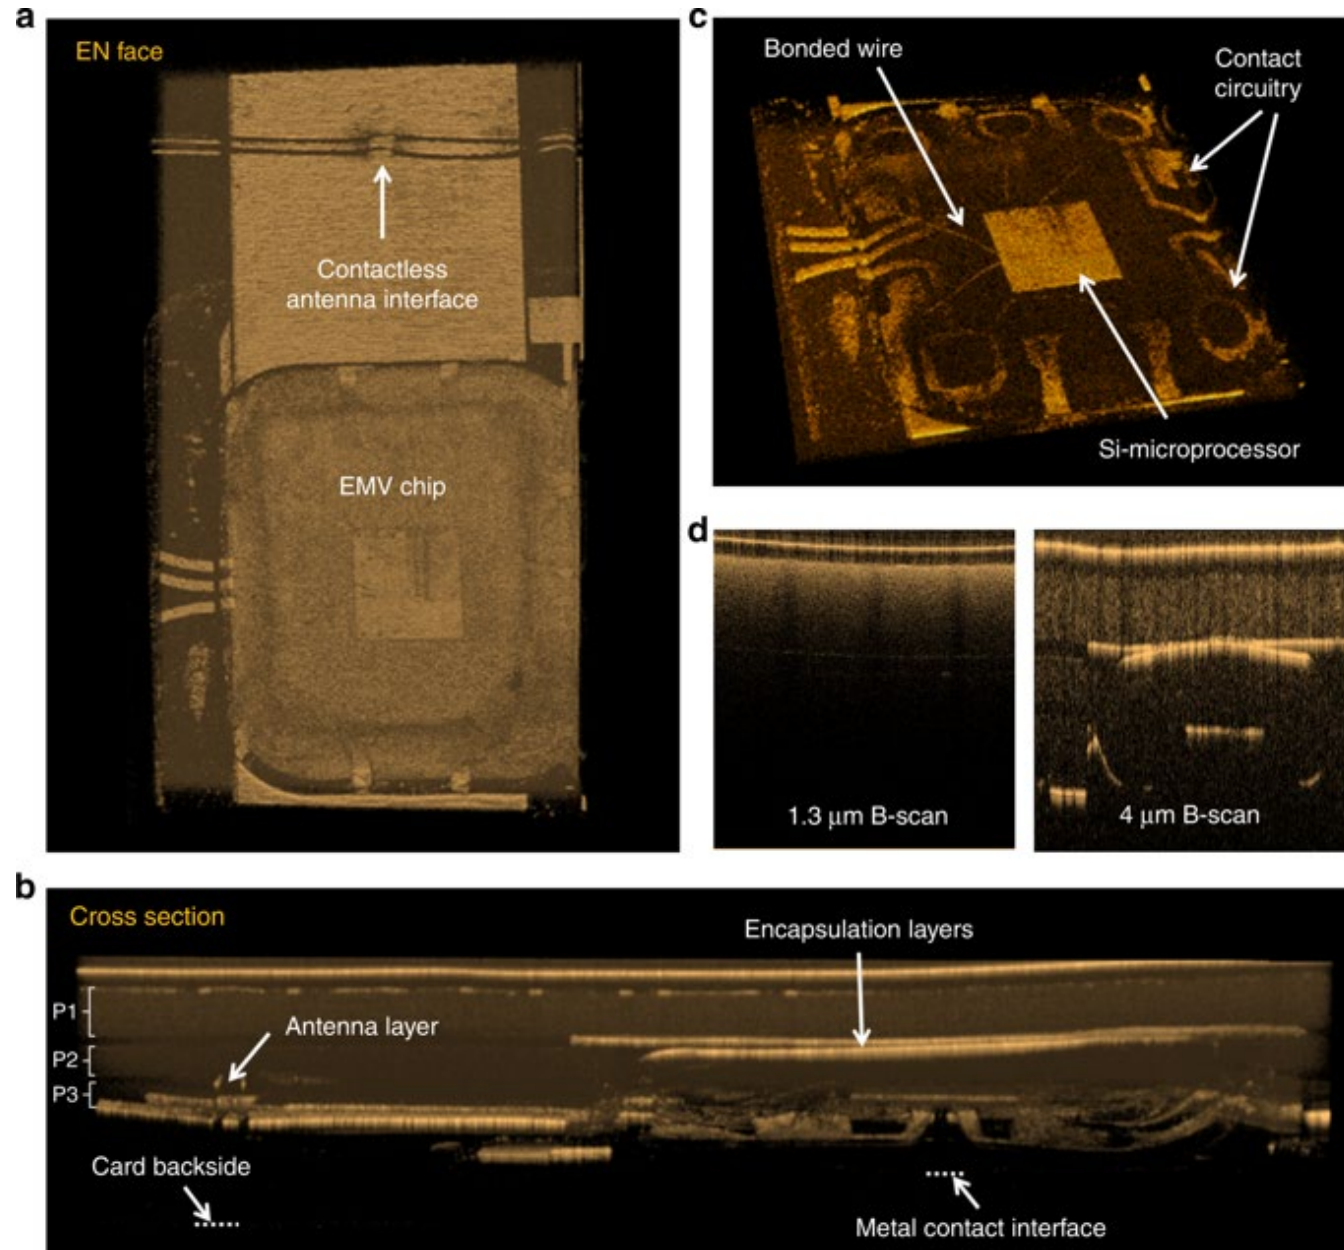 a
EN face
Contactless
antenna interface
EMV chip
c
Bonded wire
Contact
circuitry
Si-microprocessor
d
1.3 μm B-scan
4 μm B-scan
b
Cross section
Encapsulation layers
P1
Antenna layer
P2
P3
Card backside
Metal contact interface